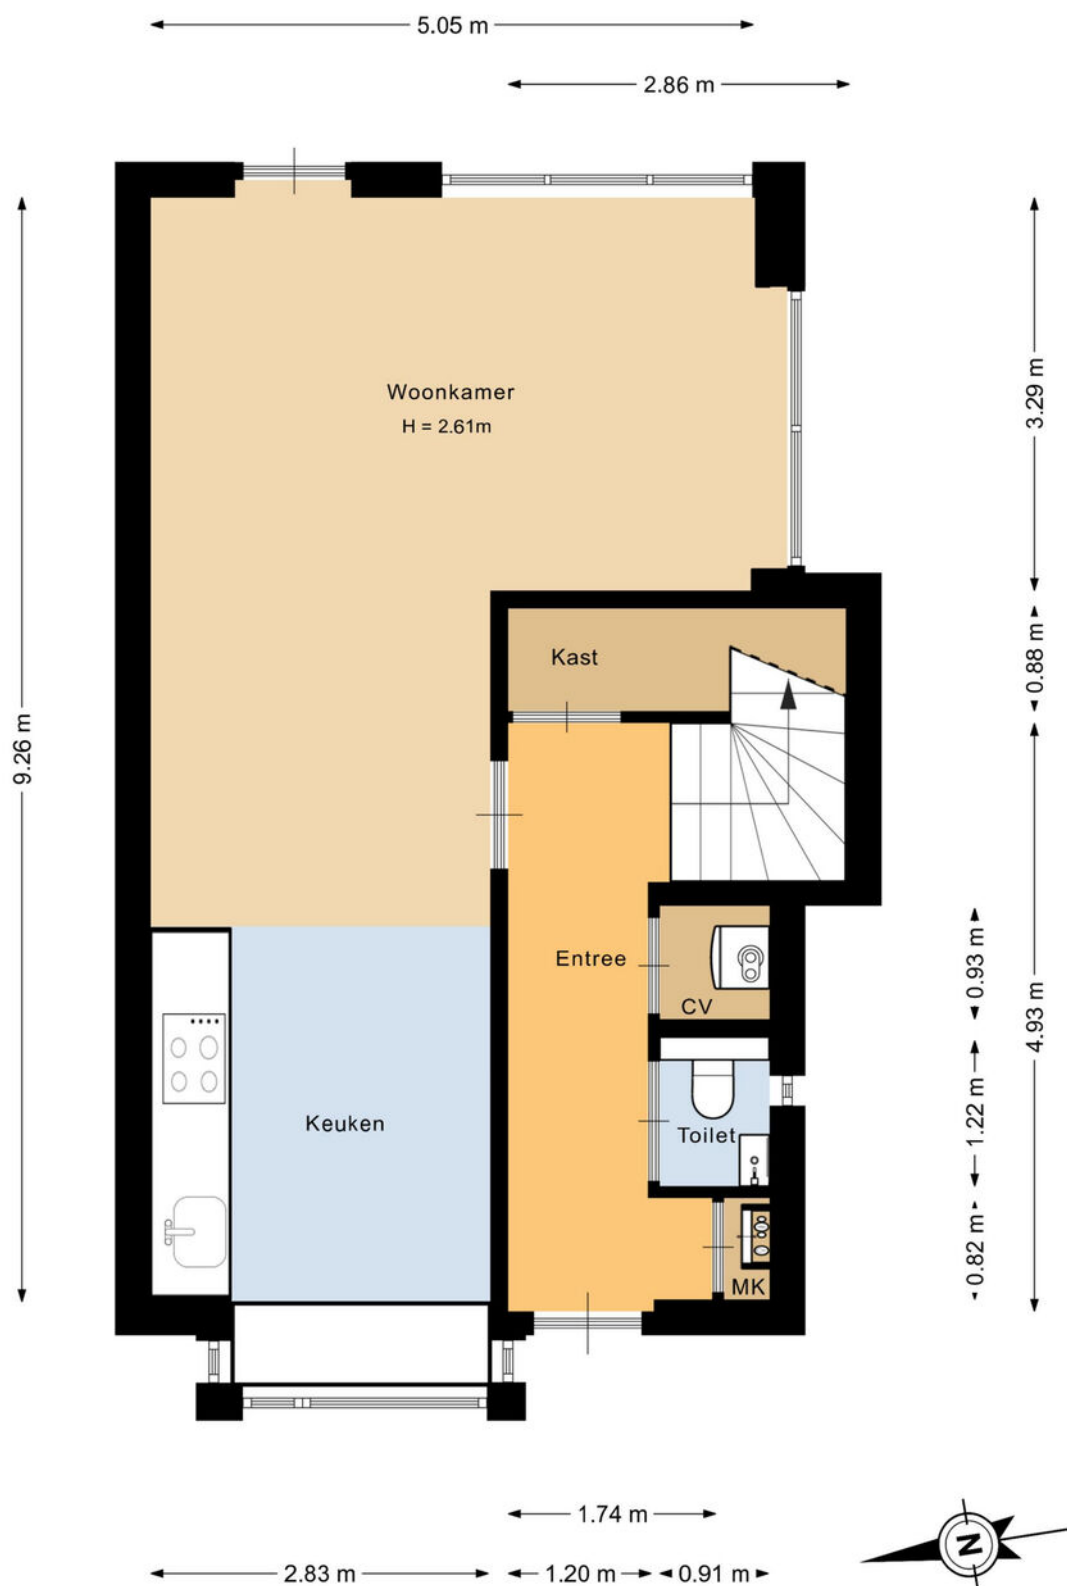 5.05 m
2.86 m
Woonkamer
H = 2.61m
3.29 m
Kast
0.88 m
9.26 m
Entree
CV
0.93 m
4.93 m
Keuken
Toilet
1.22 m
MK
0.82 m
1.74 m
2.83 m
1.20 m
0.91 m
N